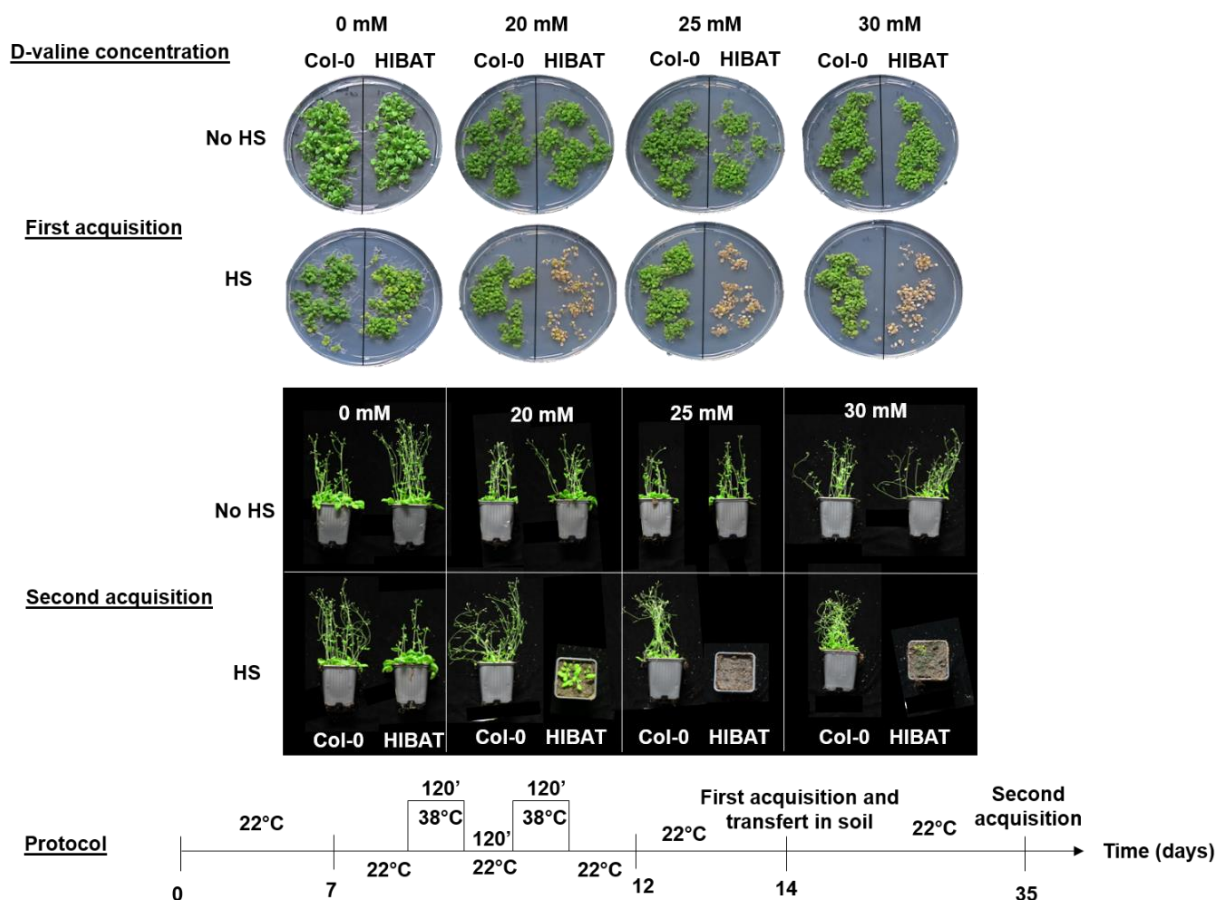 0 mM 20 mM 25 mM 30 mM
D-valine concentration
Col-0 HIBAT Col-0 HIBAT Col-0 HIBAT Col-0 HIBAT
No HS
First acquisition
HS
0 mM 20 mM 25 mM 30 mM
No HS
Second acquisition
HS
Col-0 HIBAT Col-0 HIBAT Col-0 HIBAT Col-0 HIBAT
120’ 120’
38°C 38°C
22°C 120’ 22°C First acquisition and
transfert in soil 22°C Second
acquisition
Protocol
22°C 22°C 22°C
Time (days)
0 7 12 14 35